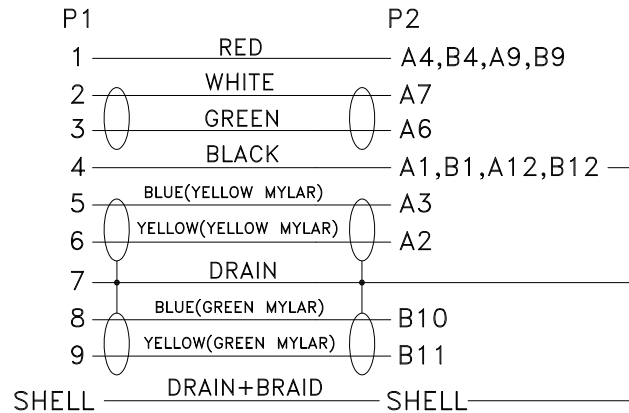 P1 P2
1 RED A4,B4,A9,B9
2 WHITE A7
3 GREEN A6
4 BLACK A1,B1,A12,B12
5 BLUE(YELLOW MYLAR) A3
6 YELLOW(YELLOW MYLAR) A2
7 DRAIN
8 BLUE(GREEN MYLAR) B10
9 YELLOW(GREEN MYLAR) B11
SHELL DRAIN+BRAID SHELL